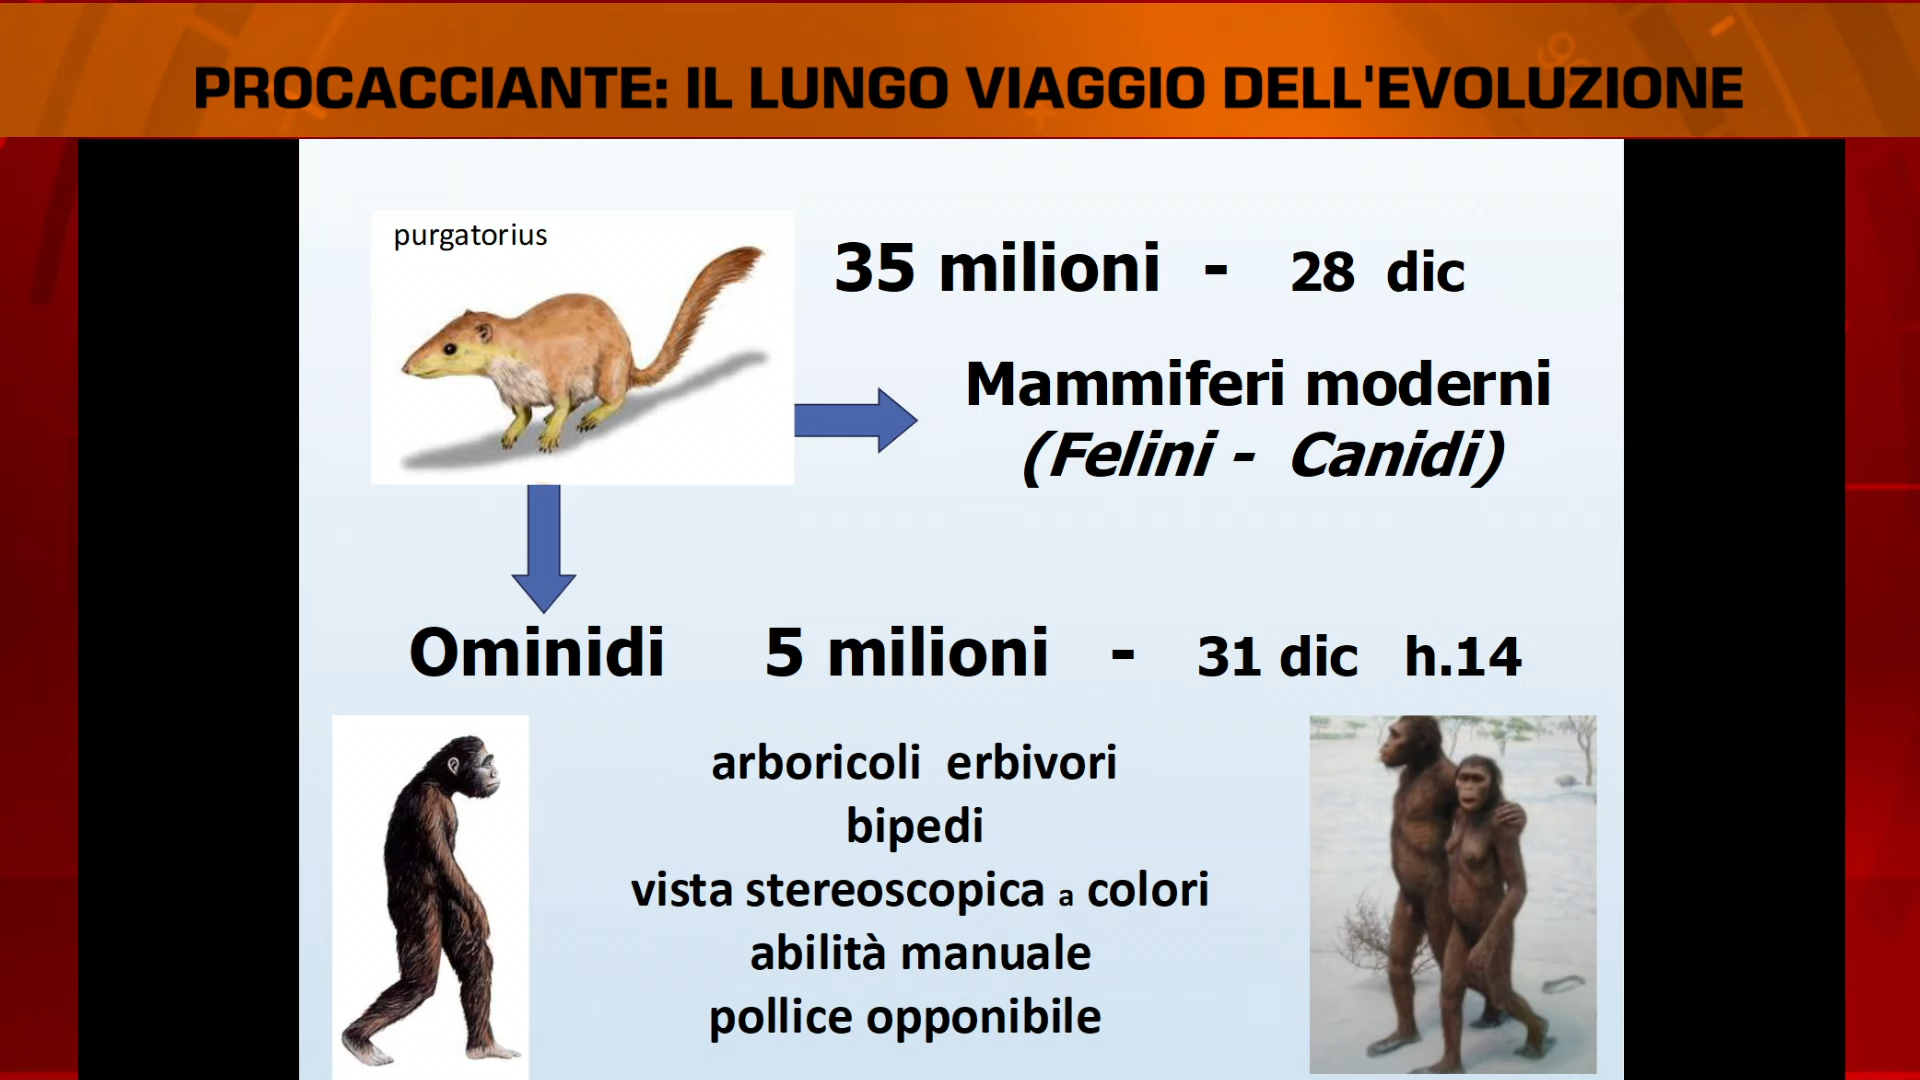 PROCACCIANTE: IL LUNGO VIAGGIO DELL'EVOLUZIONE
purgatorius
35 milioni - 28 dic
Mammiferi moderni
(Felini - Canidi)
Ominidi 5 milioni - 31 dic h.14
arboricoli erbivori
bipedi
vista stereoscopica a colori
abilità manuale
pollice opponibile